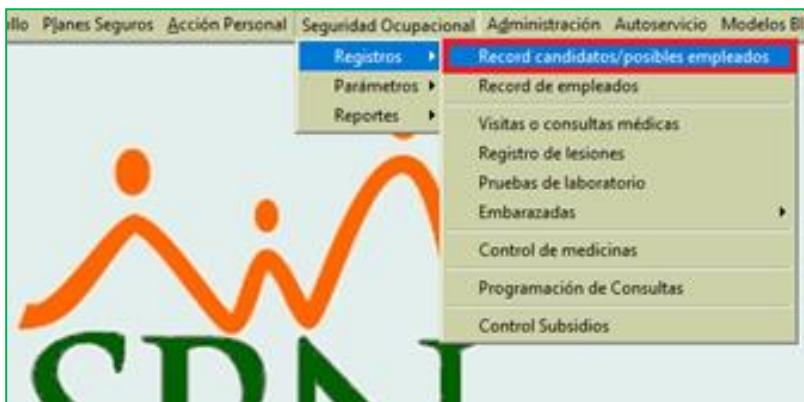 llo Planes Seguros Acción Personal Seguridad Ocupacional Administración Autoservicio Modelos BI
Registros
Parámetros
Reportes
Record candidatos/posibles empleados
Record de empleados
Visitas o consultas médicas
Registro de lesiones
Pruebas de laboratorio
Embarazadas
Control de medicinas
Programación de Consultas
Control Subsidios